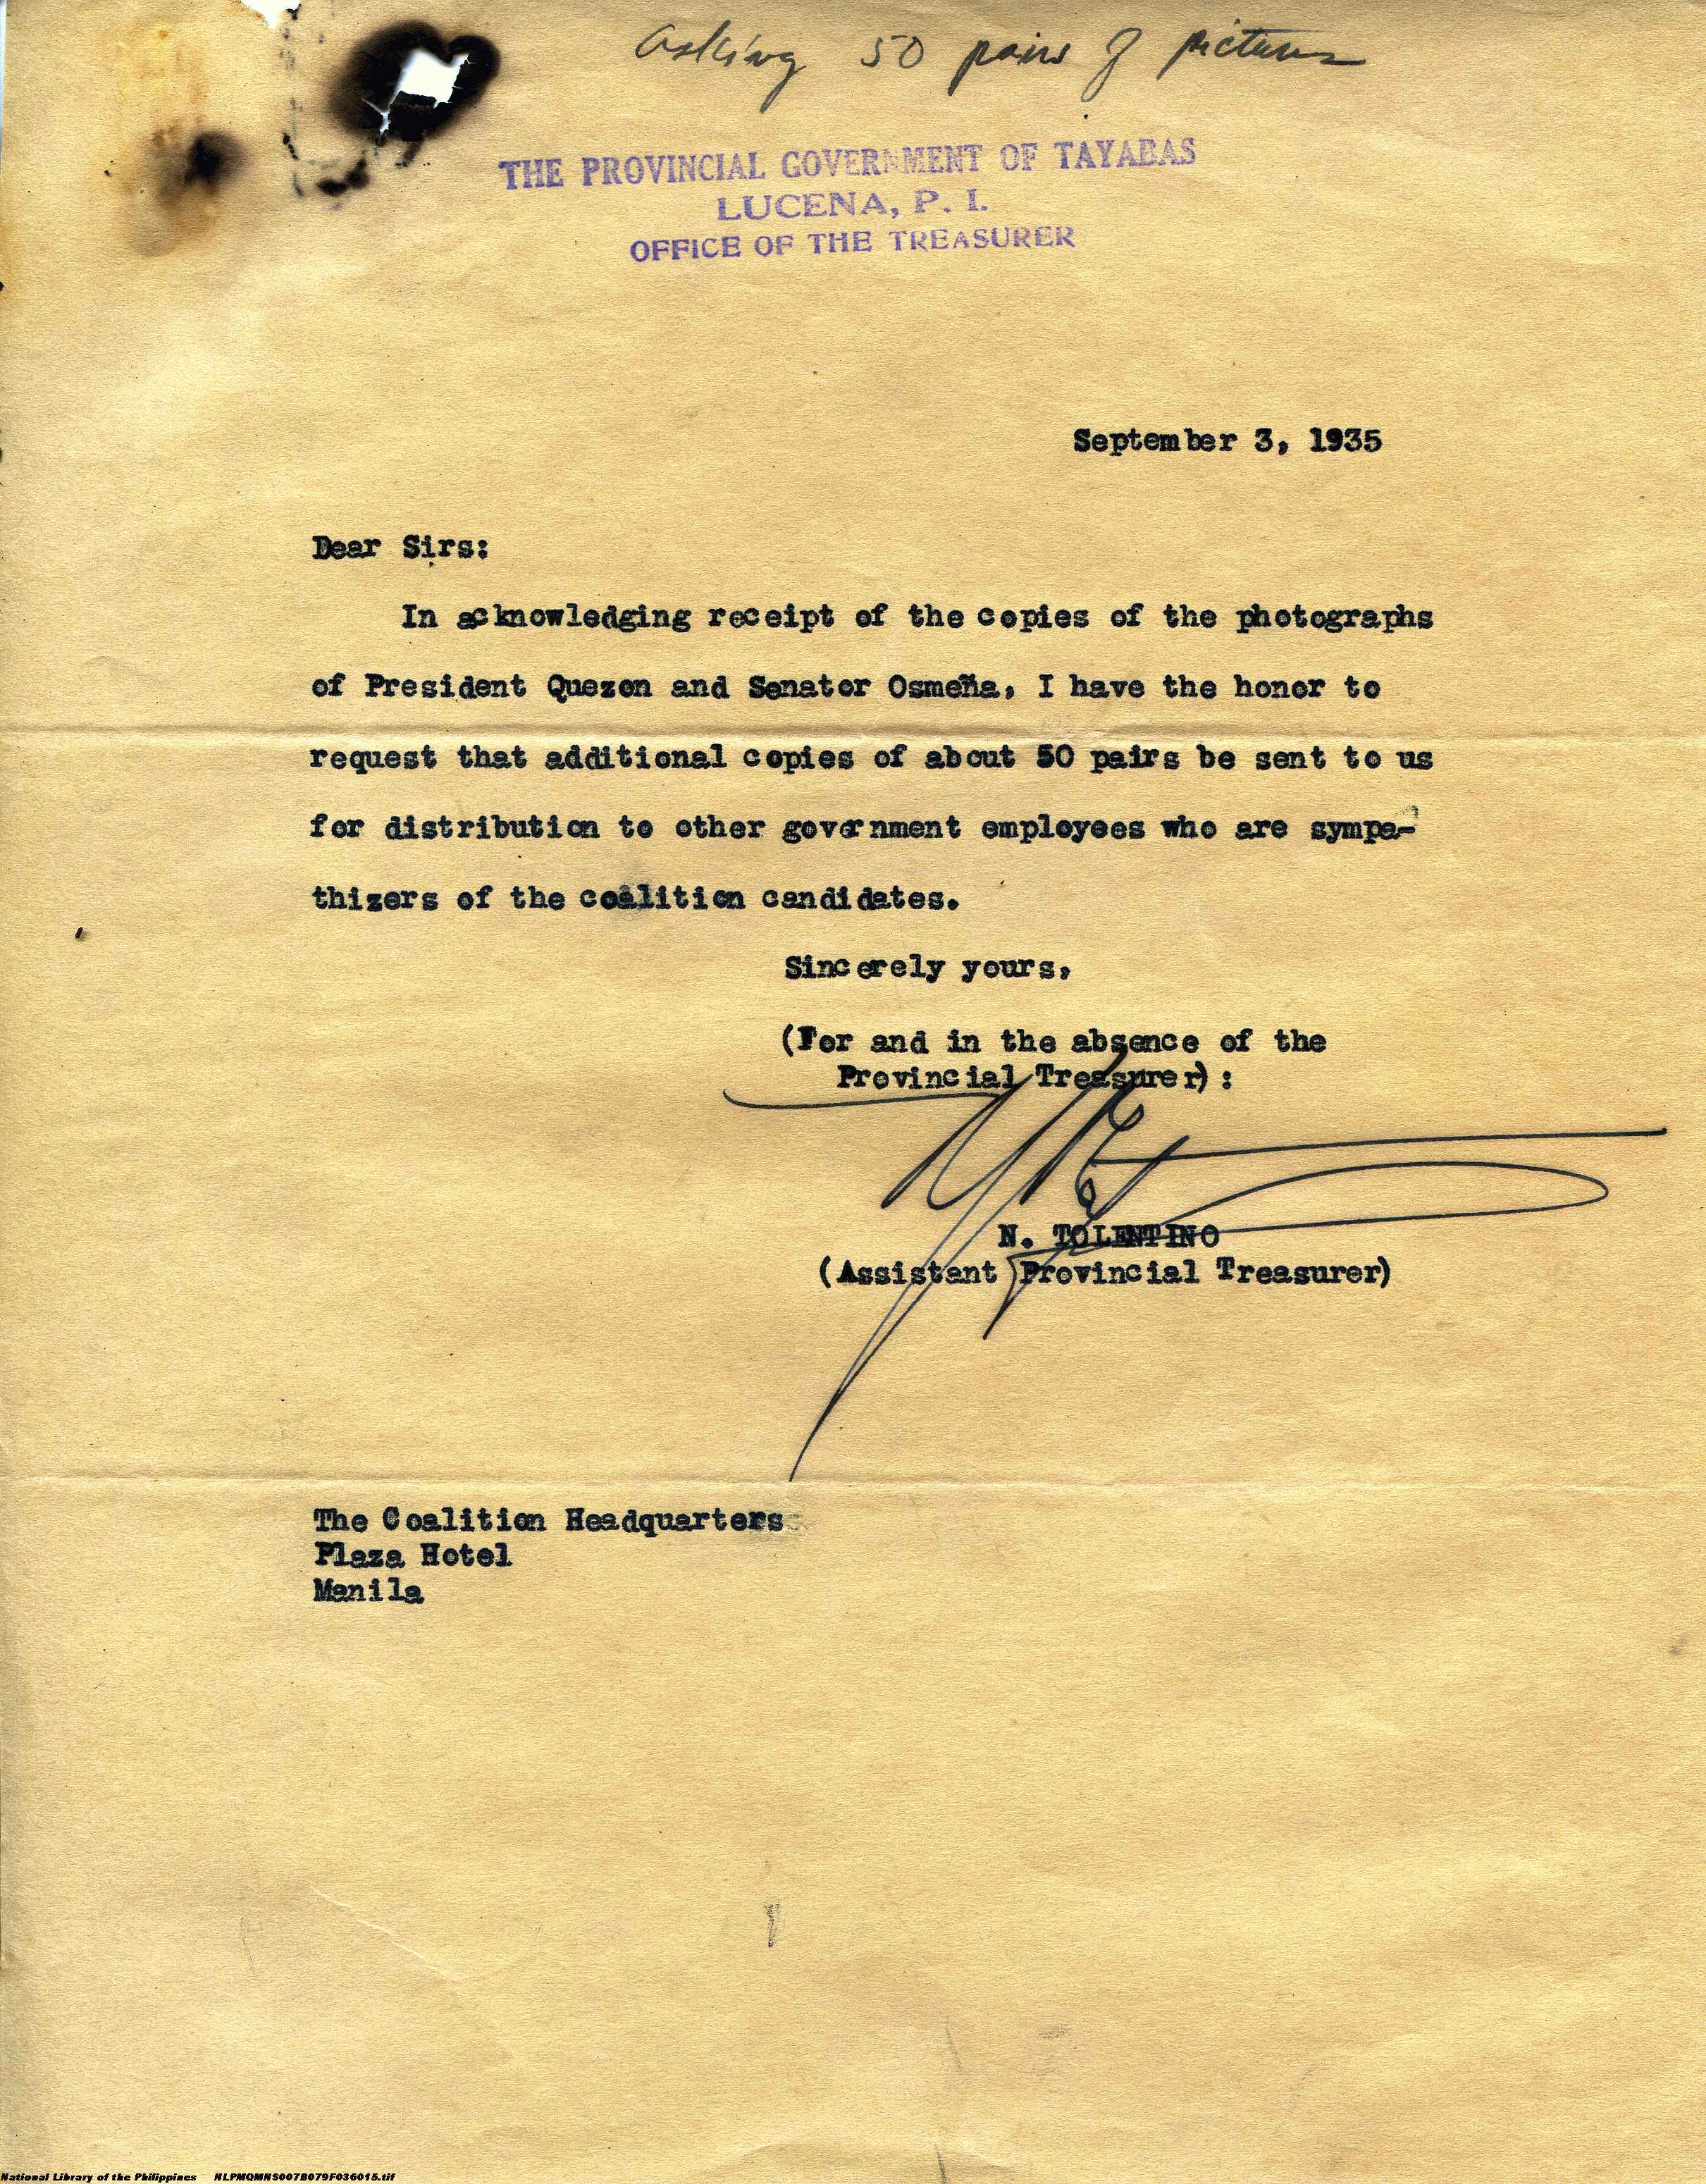 asking 50 pairs of pictures
THE PROVINCIAL GOVERNMENT OF TAYABAS
LUCENA, P. I.
OFFICE OF THE TREASURER
September 3, 1935
Dear Sirs:
In acknowledging receipt of the copies of the photographs
of President Quezon and Senator Osmeña, I have the honor to
request that additional copies of about 50 pairs be sent to us
for distribution to other government employees who are sympa-
thizers of the coalition candidates.
Sincerely yours,
(For and in the absence of the
Provincial Treasurer):
N. TOLENTINO
(Assistant Provincial Treasurer)
The Coalition Headquarters
Plaza Hotel
Manila
National Library of the Philippines NLPMQMNS007B079F036015.tif